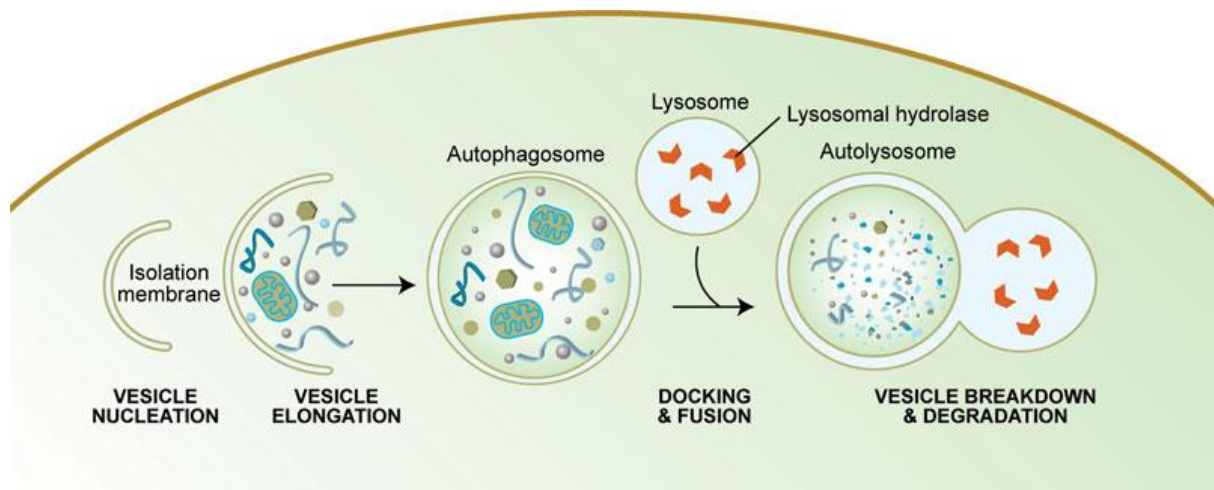 Lysosome
Lysosomal hydrolase
Autophagosome
Autolysosome
Isolation
membrane
VESICLE
NUCLEATION
VESICLE
ELONGATION
DOCKING
& FUSION
VESICLE BREAKDOWN
& DEGRADATION